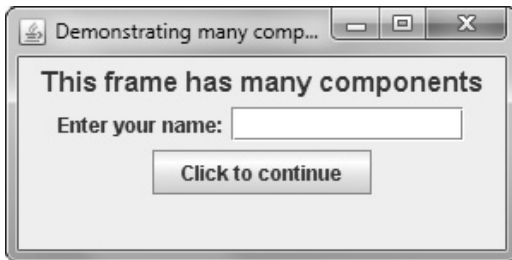 Demonstrating many comp...
This frame has many components
Enter your name:
Click to continue